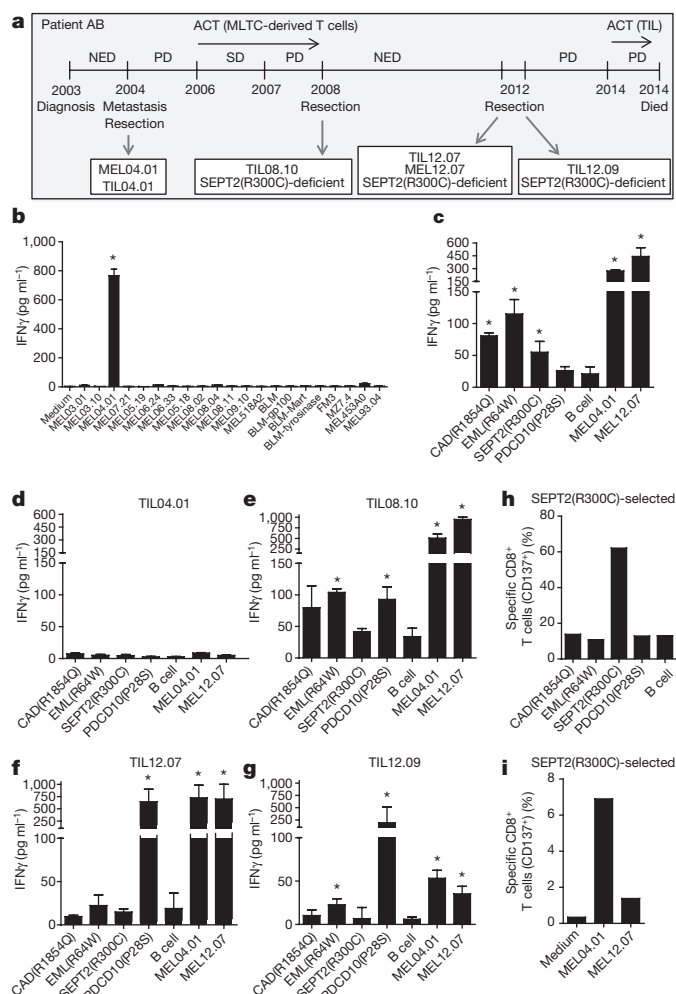 a
Patient AB
ACT (MLTC-derived T cells)
ACT (TIL)
NED PD SD PD NED PD PD
2003 2004 2006 2007 2008 2012 2014 2014
Diagnosis Metastasis Resection Resection Died
Resection
MEL04.01
TIL04.01
TIL08.10
SEPT2(R300C)-deficient
TIL12.07
MEL12.07
SEPT2(R300C)-deficient
TIL12.09
SEPT2(R300C)-deficient
b
IFNγ (pg ml−1)
1,000
800
600
400
200
0
Medium
MEL03.01
MEL03.10
MEL04.01
MEL07.21
MEL05.19
MEL06.24
MEL06.33
MEL05.18
MEL08.02
MEL08.04
MEL08.11
MEL09.10
MEL518A2
BLM
BLM-gp100
BLM-Mart
BLM-tyrosinase
FM3
MZ7.4
MEL453A0
MEL93.04
*
c
IFNγ (pg ml−1)
600
450
300
150
150
100
50
0
* * * * *
CAD(R1854Q)
EML(R64W)
SEPT2(R300C)
PDCD10(P28S)
B cell
MEL04.01
MEL12.07
d
TIL04.01
IFNγ (pg ml−1)
600
450
300
150
150
100
50
0
CAD(R1854Q)
EML(R64W)
SEPT2(R300C)
PDCD10(P28S)
B cell
MEL04.01
MEL12.07
e
TIL08.10
IFNγ (pg ml−1)
1,000
750
500
250
150
100
50
0
* * * *
CAD(R1854Q)
EML(R64W)
SEPT2(R300C)
PDCD10(P28S)
B cell
MEL04.01
MEL12.07
h
SEPT2(R300C)-selected
Specific CD8+
T cells (CD137+) (%)
80
60
40
20
0
CAD(R1854Q)
EML(R64W)
SEPT2(R300C)
PDCD10(P28S)
B cell
f
TIL12.07
IFNγ (pg ml−1)
1,000
750
500
250
100
50
0
* * *
CAD(R1854Q)
EML(R64W)
SEPT2(R300C)
PDCD10(P28S)
B cell
MEL04.01
MEL12.07
g
TIL12.09
IFNγ (pg ml−1)
1,000
750
500
250
100
50
0
* * * *
CAD(R1854Q)
EML(R64W)
SEPT2(R300C)
PDCD10(P28S)
B cell
MEL04.01
MEL12.07
i
SEPT2(R300C)-selected
Specific CD8+
T cells (CD137+) (%)
8
6
4
2
0
Medium
MEL04.01
MEL12.07